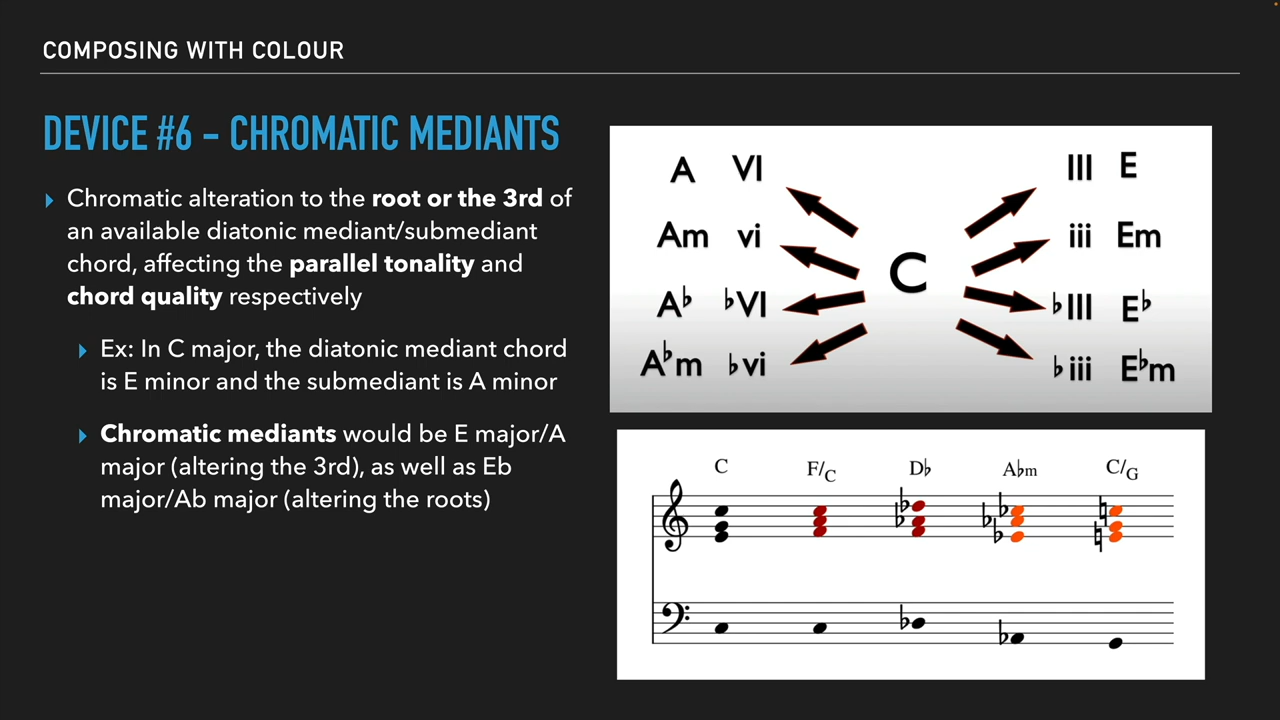 COMPOSING WITH COLOUR
DEVICE #6 – CHROMATIC MEDIANTS
Chromatic alteration to the root or the 3rd of
an available diatonic mediant/submediant
chord, affecting the parallel tonality and
chord quality respectively
Ex: In C major, the diatonic mediant chord
is E minor and the submediant is A minor
Chromatic mediants would be E major/A
major (altering the 3rd), as well as Eb
major/Ab major (altering the roots)
A VI III E
Am vi iii Em
C
A♭ ♭VI ♭III E♭
A♭m ♭vi ♭iii E♭m
C F/C D♭ A♭m C/G